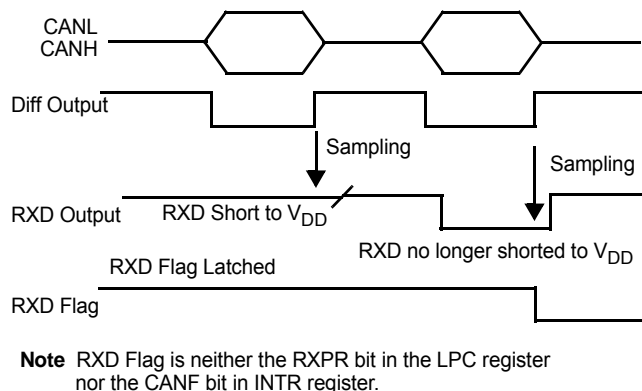 CANL
CANH
Diff Output
Sampling
Sampling
RXD Output
RXD Short to VDD
RXD no longer shorted to VDD
RXD Flag Latched
RXD Flag
Note RXD Flag is neither the RXPR bit in the LPC register
nor the CANF bit in INTR register.